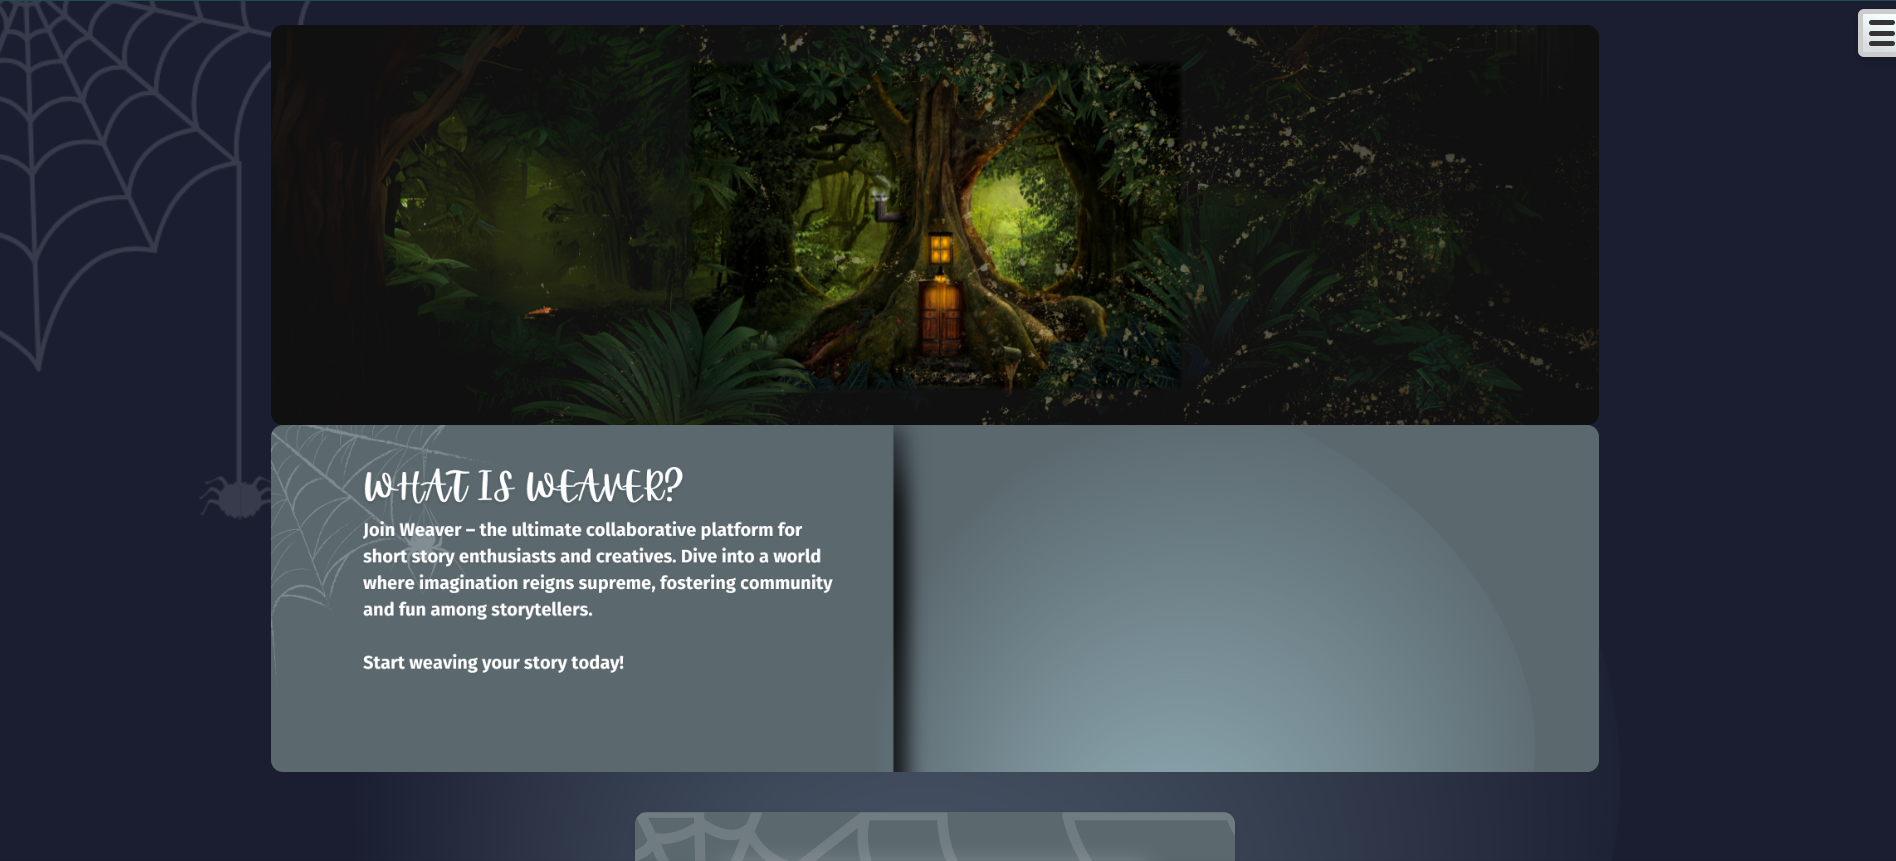 WHAT IS WEAVER?
Join Weaver – the ultimate collaborative platform for
short story enthusiasts and creatives. Dive into a world
where imagination reigns supreme, fostering community
and fun among storytellers.
Start weaving your story today!